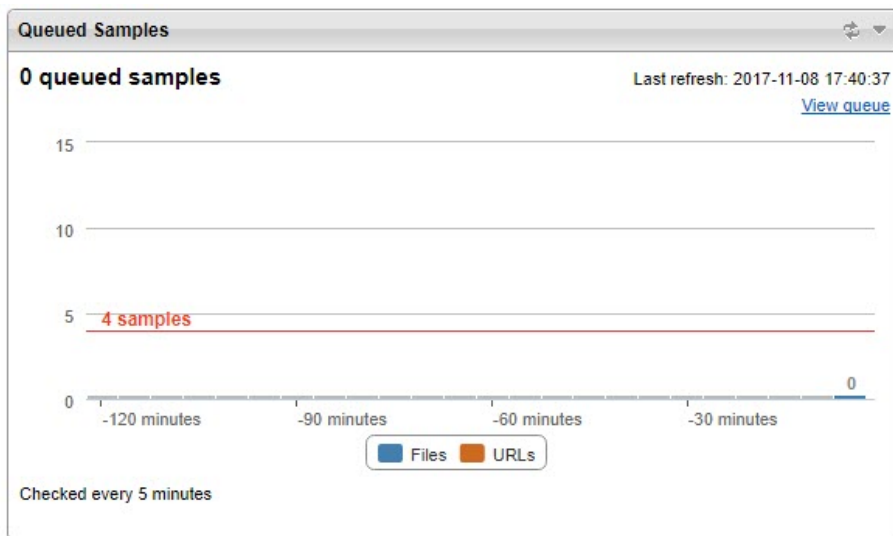 Queued Samples
0 queued samples
Last refresh: 2017-11-08 17:40:37
View queue
15
10
5
4 samples
0
0
-120 minutes
-90 minutes
-60 minutes
-30 minutes
Files
URLs
Checked every 5 minutes